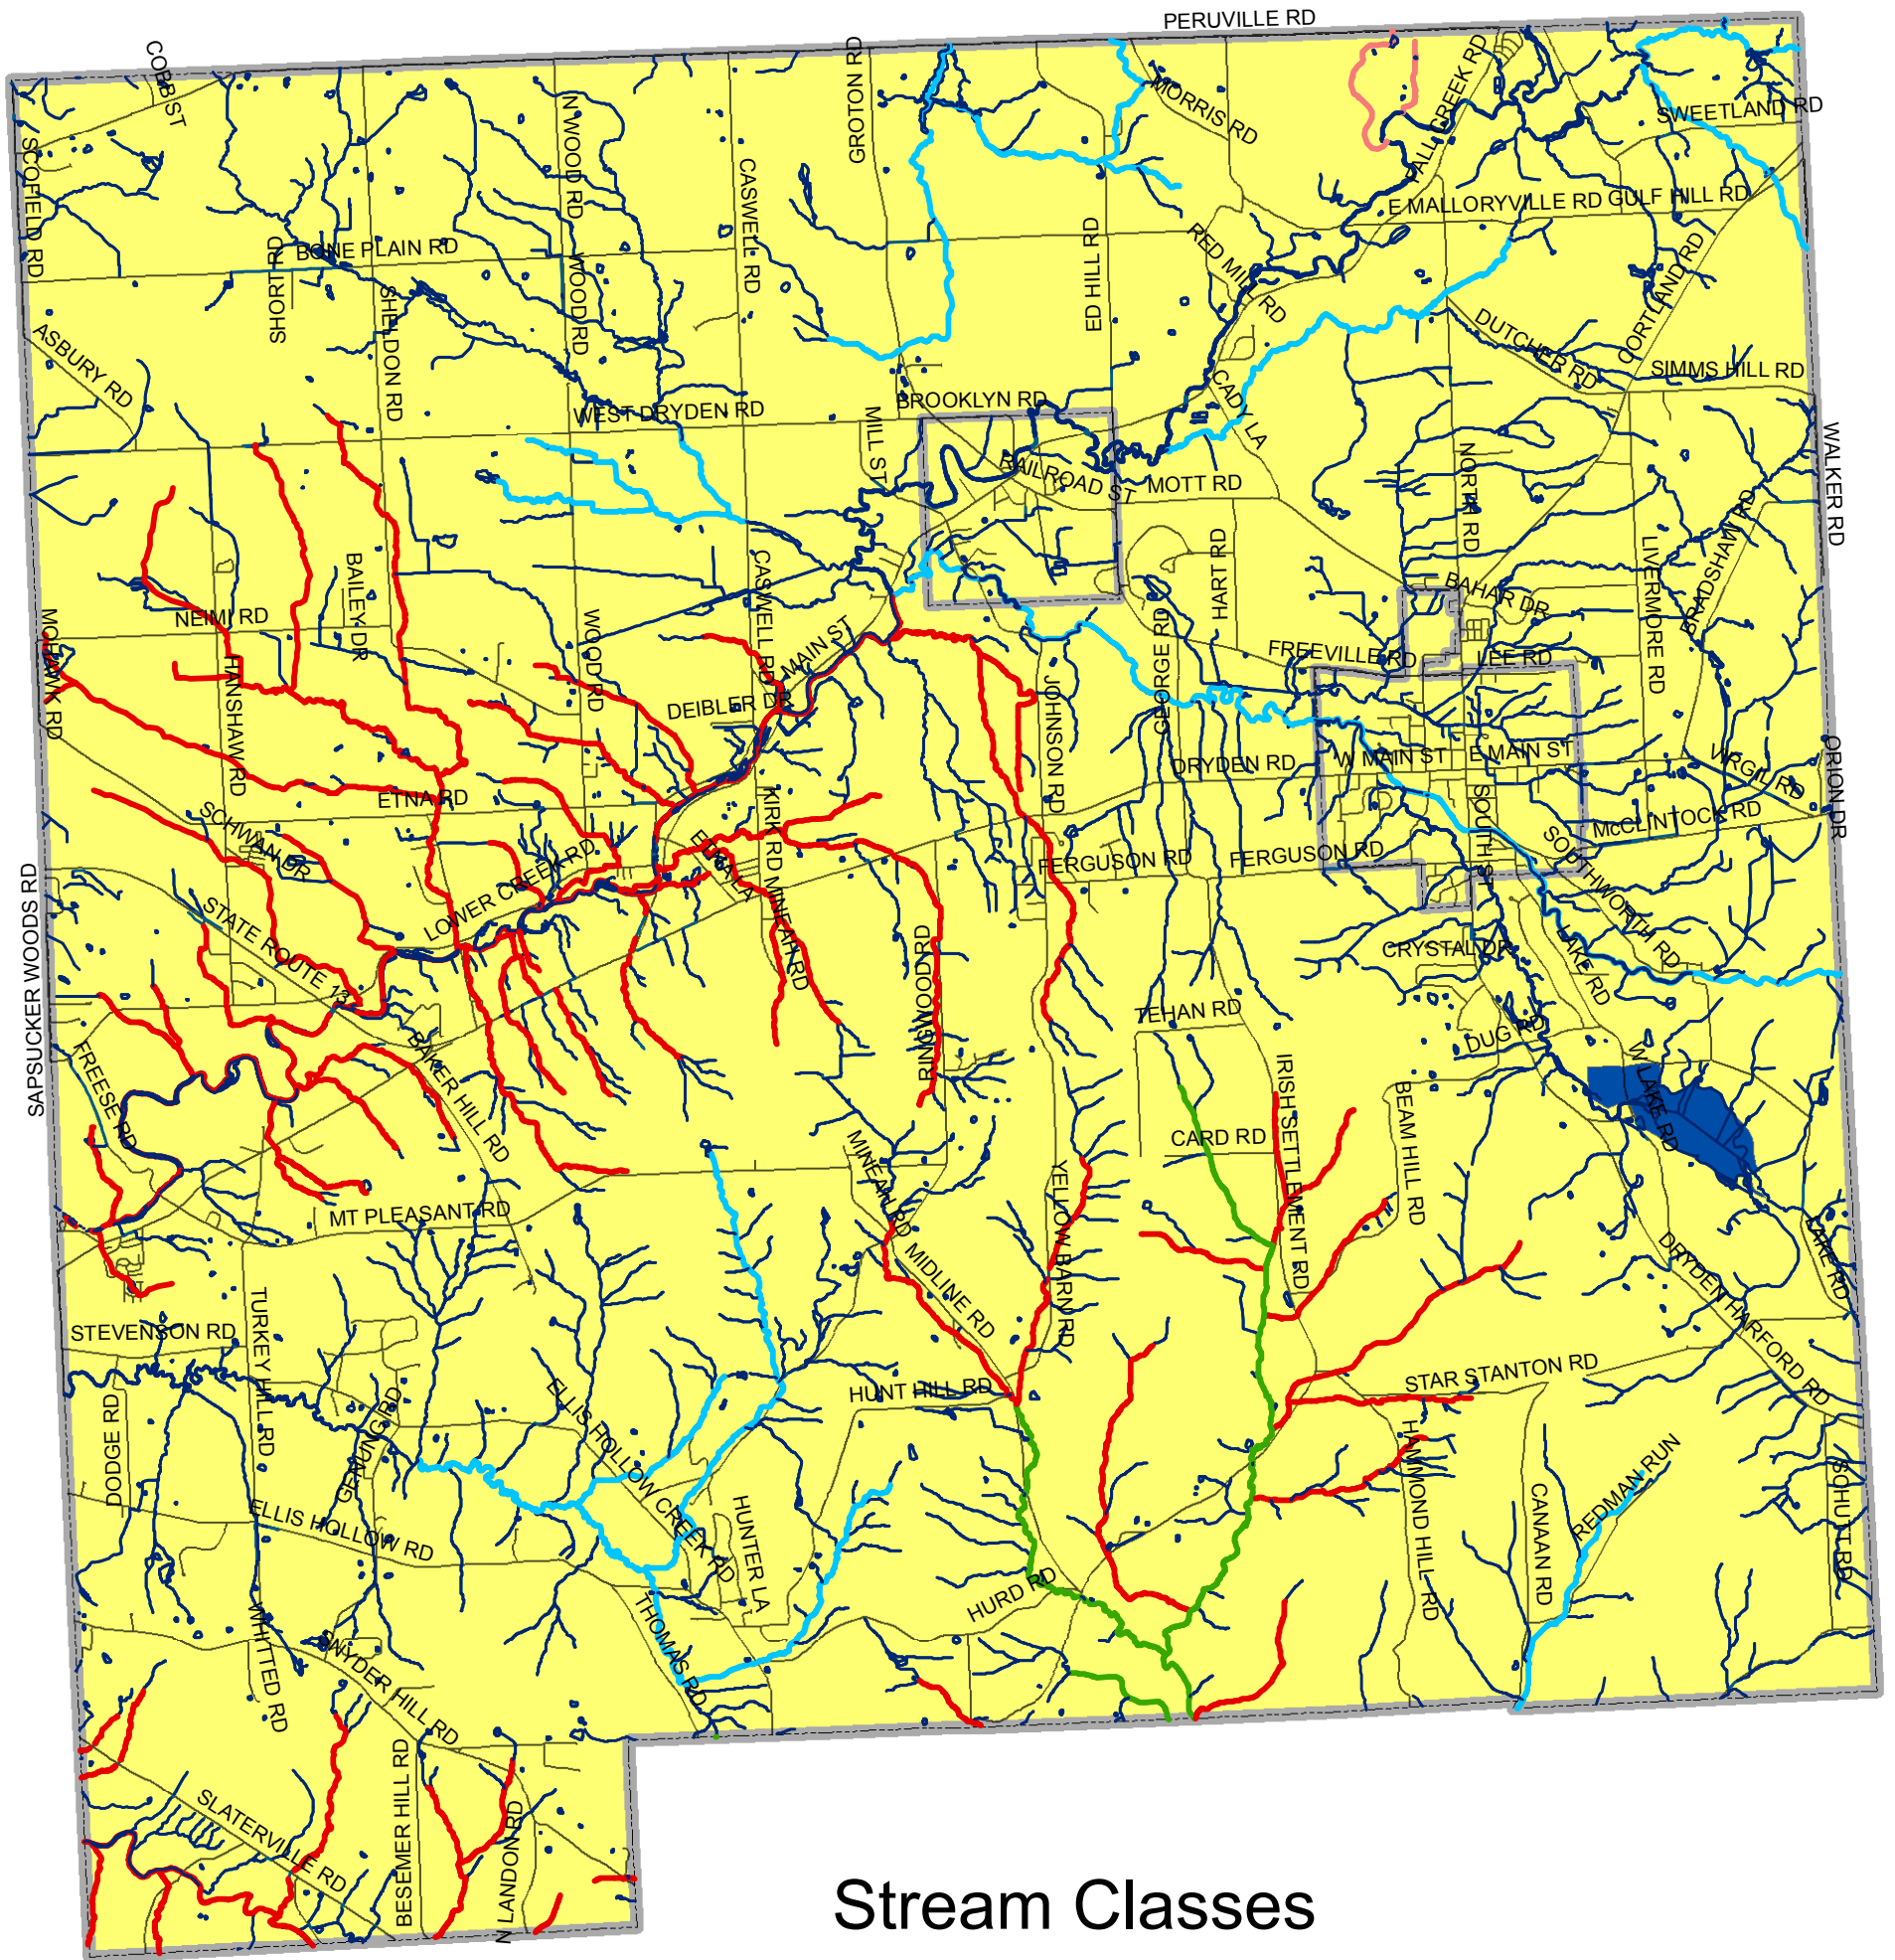 PERUVILLE RD
COBB ST
GROTON RD
MORRIS RD
FALL CREEK RD
SWEETLAND RD
SCOFIELD RD
N WOOD RD
CASWELL RD
E MALLORYVILLE RD
GULF HILL RD
SHORT RD
BONE PLAIN RD
WOOD RD
ED HILL RD
RED MILL RD
CORTLAND RD
ASBURY RD
SHELDON RD
DUTCHER RD
SIMMS HILL RD
WEST DRYDEN RD
BROOKLYN RD
CADY LA
MILL ST
RAILROAD ST
MOTT RD
NORTH RD
WALKER RD
BAILEY DR
CASWELL RD
HART RD
LIVERMORE RD
BRADSHAW RD
BAHAR DR
NEIMI RD
MOHAWK RD
HANSHAW RD
WOOD RD
MAIN ST
DEIBLER DR
JOHNSON RD
GEORGE RD
FREEVILLE RD
LEE RD
DRYDEN RD
W MAIN ST
E MAIN ST
VIRGIL RD
ORION DR
ETNA RD
KIRK RD
SOUTH ST
McCLINTOCK RD
SCHWAN DR
ETNA LA
FERGUSON RD
FERGUSON RD
SOUTHWORTH RD
SAPSUCKER WOODS RD
LOWER CREEK RD
STATE ROUTE 13
MINEAH RD
RINGWOOD RD
CRYSTAL DR
LAKE RD
TEHAN RD
DUG RD
FREESE RD
BAKER HILL RD
IRISH SETTLEMENT RD
BEAM HILL RD
W LAKE RD
LAKE RD
CARD RD
MINEAH RD
YELLOW BARN RD
MT PLEASANT RD
MIDLINE RD
DRYDEN HARFORD RD
LAKE RD
STEVENSON RD
TURKEY HILL RD
DODGE RD
GENUNG RD
ELLIS HOLLOW CREEK RD
HUNT HILL RD
STAR STANTON RD
HAMMOND HILL RD
CANAAN RD
REDMAN RUN
SCHUTT RD
ELLIS HOLLOW RD
HUNTER LA
HURD RD
THOMAS RD
WHITTED RD
SNYDER HILL RD
BESEMER HILL RD
N LANDON RD
SLATERVILLE RD
Stream Classes